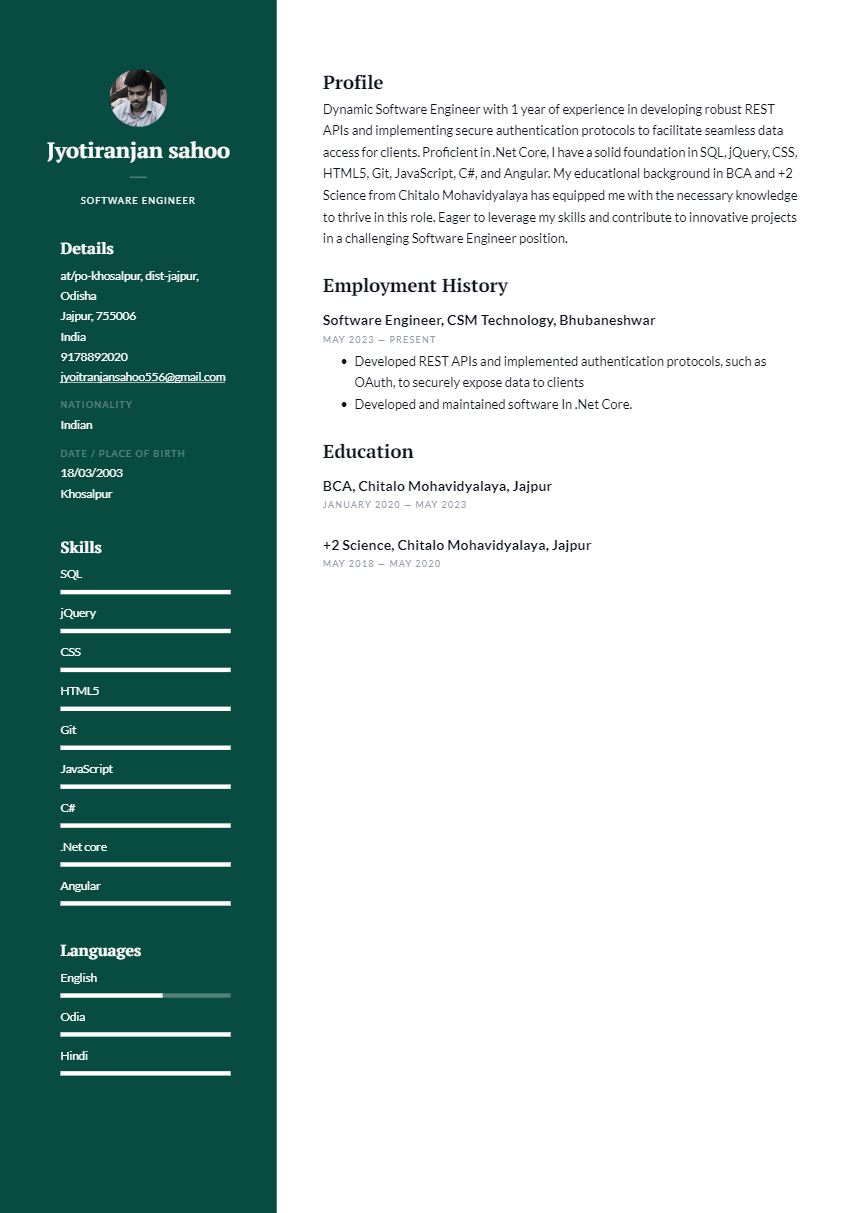 Jyotiranjan sahoo
SOFTWARE ENGINEER
Details
at/po-khosalpur, dist-jajpur,
Odisha
Jajpur, 755006
India
9178892020
jyoitranjansahoo556@gmail.com
NATIONALITY
Indian
DATE / PLACE OF BIRTH
18/03/2003
Khosalpur
Skills
SQL
jQuery
CSS
HTML5
Git
JavaScript
C#
.Net core
Angular
Languages
English
Odia
Hindi
Profile
Dynamic Software Engineer with 1 year of experience in developing robust REST
APIs and implementing secure authentication protocols to facilitate seamless data
access for clients. Proficient in .Net Core, I have a solid foundation in SQL, jQuery, CSS,
HTML5, Git, JavaScript, C#, and Angular. My educational background in BCA and +2
Science from Chitalo Mohavidyalaya has equipped me with the necessary knowledge
to thrive in this role. Eager to leverage my skills and contribute to innovative projects
in a challenging Software Engineer position.
Employment History
Software Engineer, CSM Technology, Bhubaneshwar
MAY 2023 — PRESENT
• Developed REST APIs and implemented authentication protocols, such as
OAuth, to securely expose data to clients
• Developed and maintained software In .Net Core.
Education
BCA, Chitalo Mohavidyalaya, Jajpur
JANUARY 2020 — MAY 2023
+2 Science, Chitalo Mohavidyalaya, Jajpur
MAY 2018 — MAY 2020